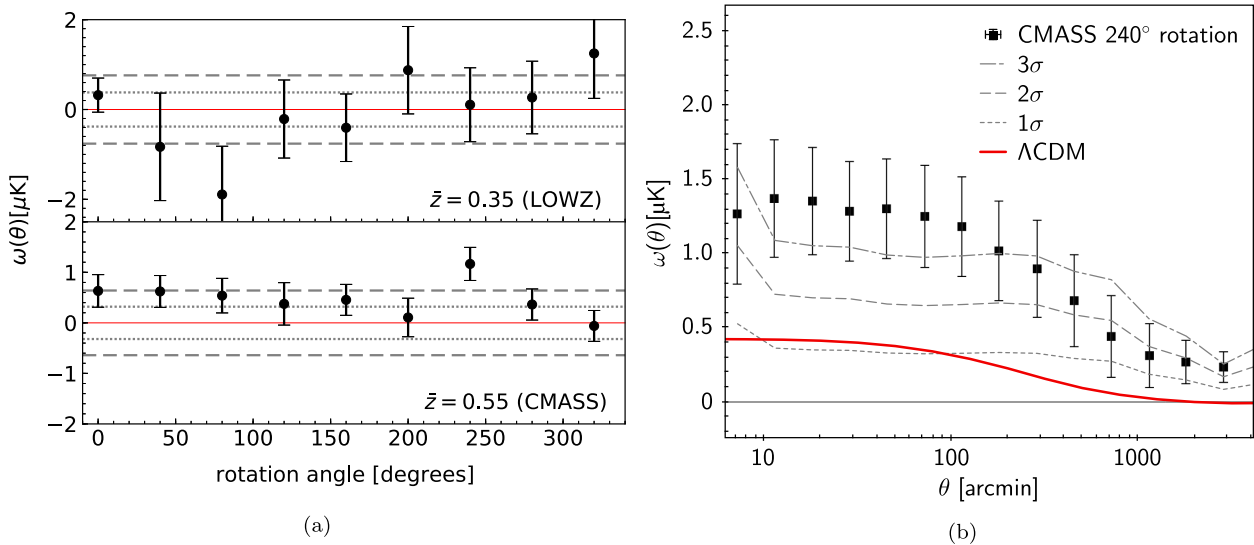 2
0
−2
z̄ = 0.35 (LOWZ)
2
1
0
−1
−2
z̄ = 0.55 (CMASS)
ω(θ)[μK]
0 50 100 150 200 250 300
rotation angle [degrees]
(a)
2.5
2.0
1.5
1.0
0.5
0
ω(θ)[μK]
CMASS 240° rotation
3σ
2σ
1σ
ΛCDM
10 100 1000
θ [arcmin]
(b)